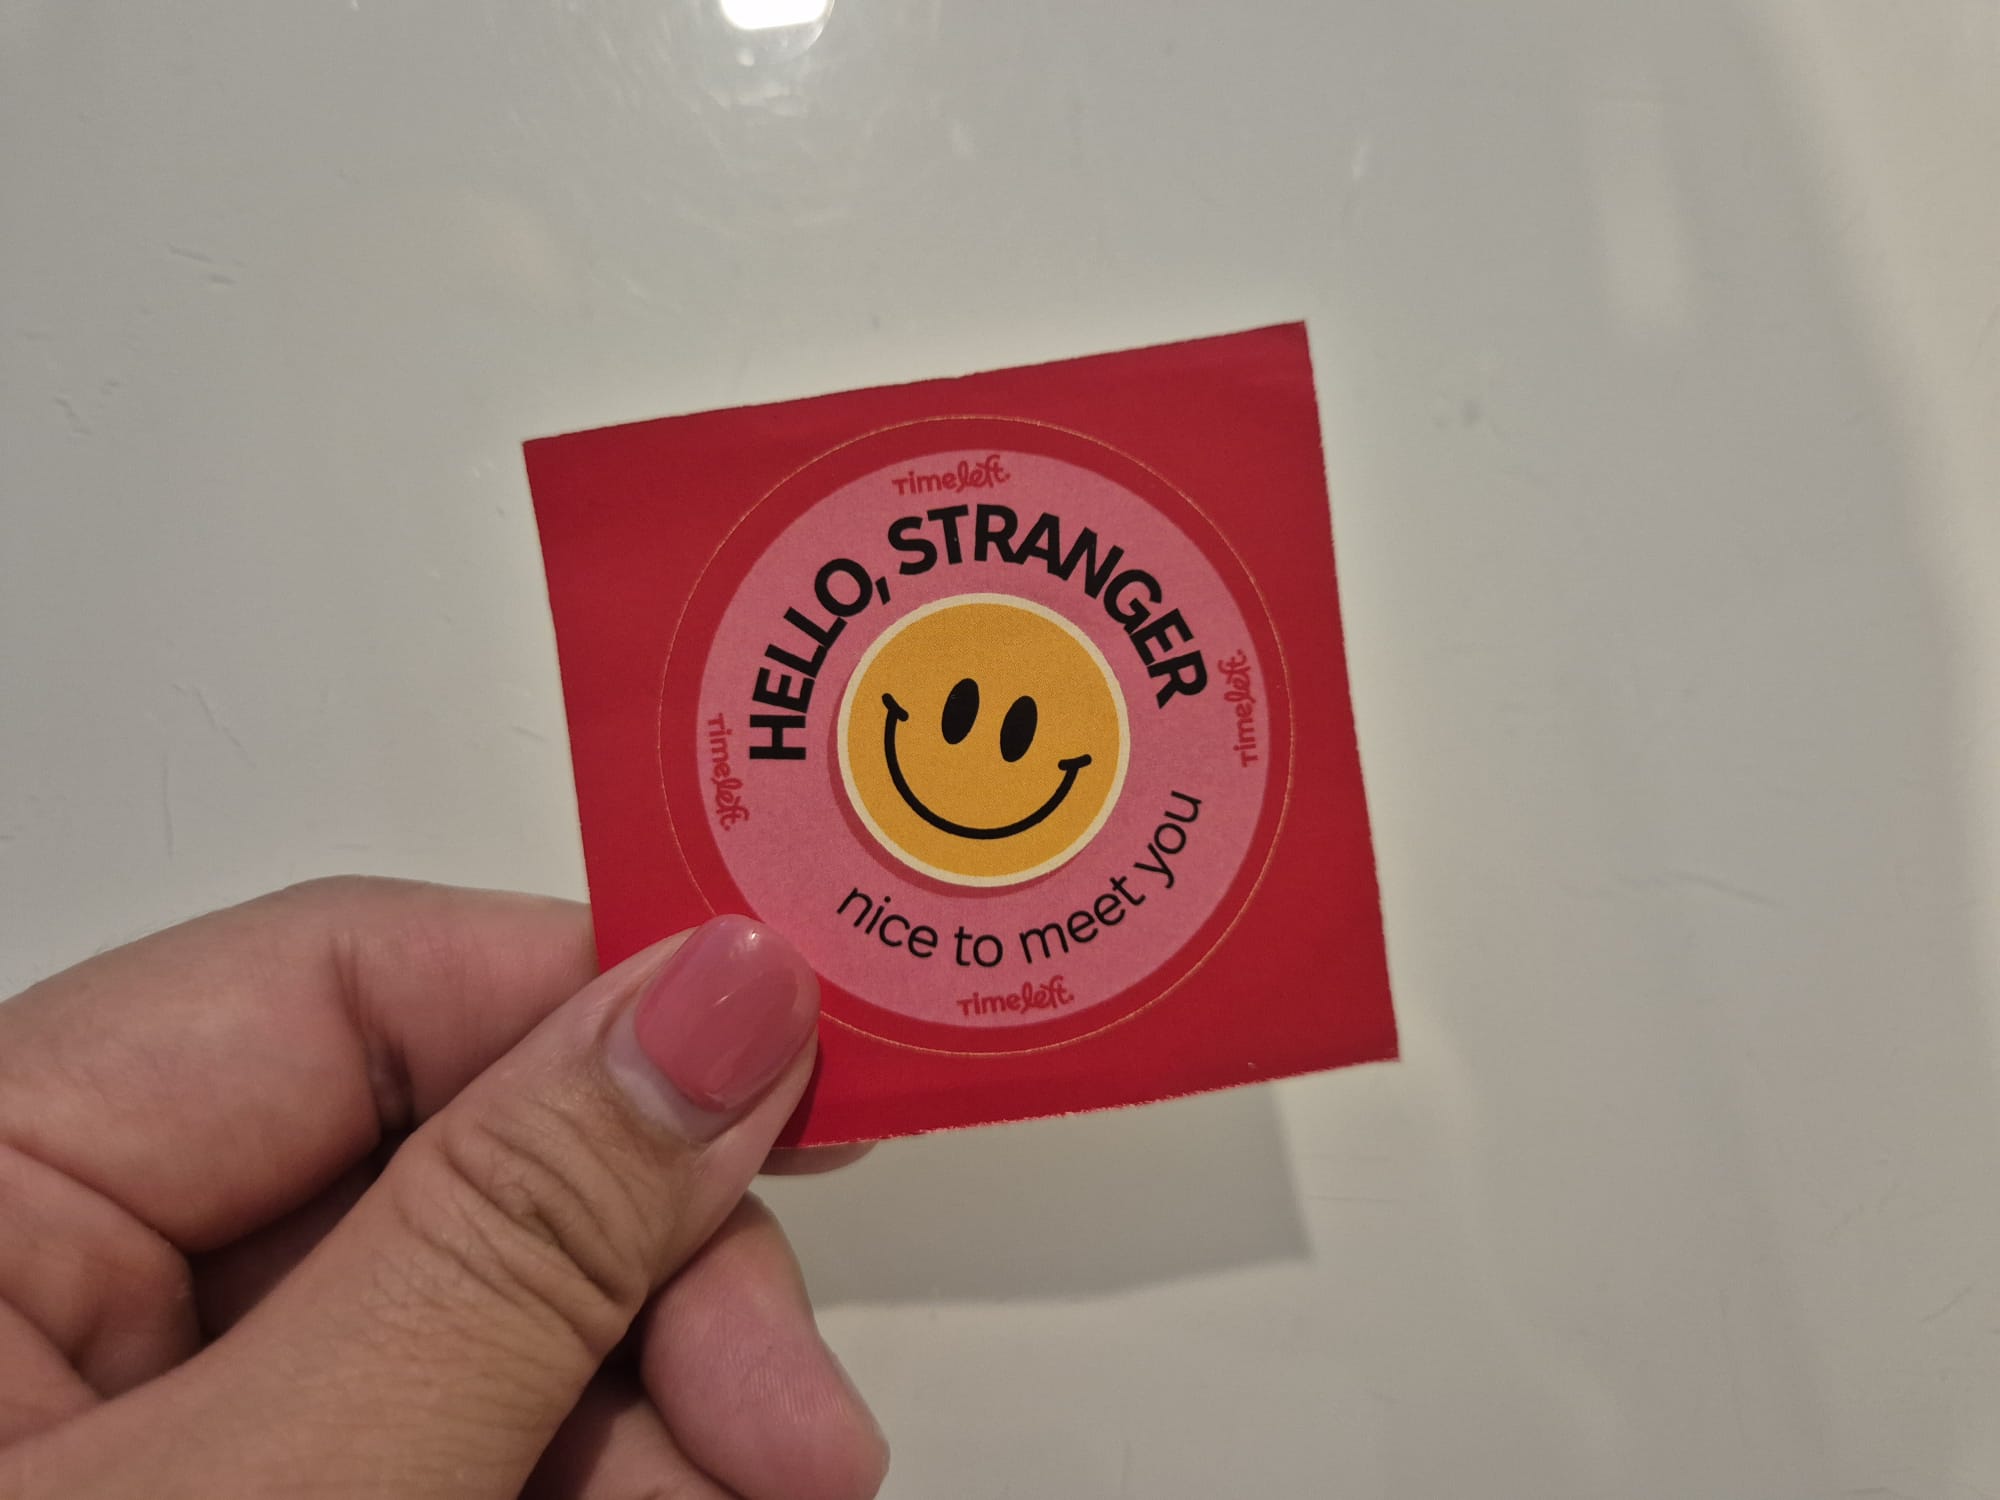 Timeleft.
HELLO, STRANGER
Timeleft.
Timeleft.
nice to meet you
Timeleft.